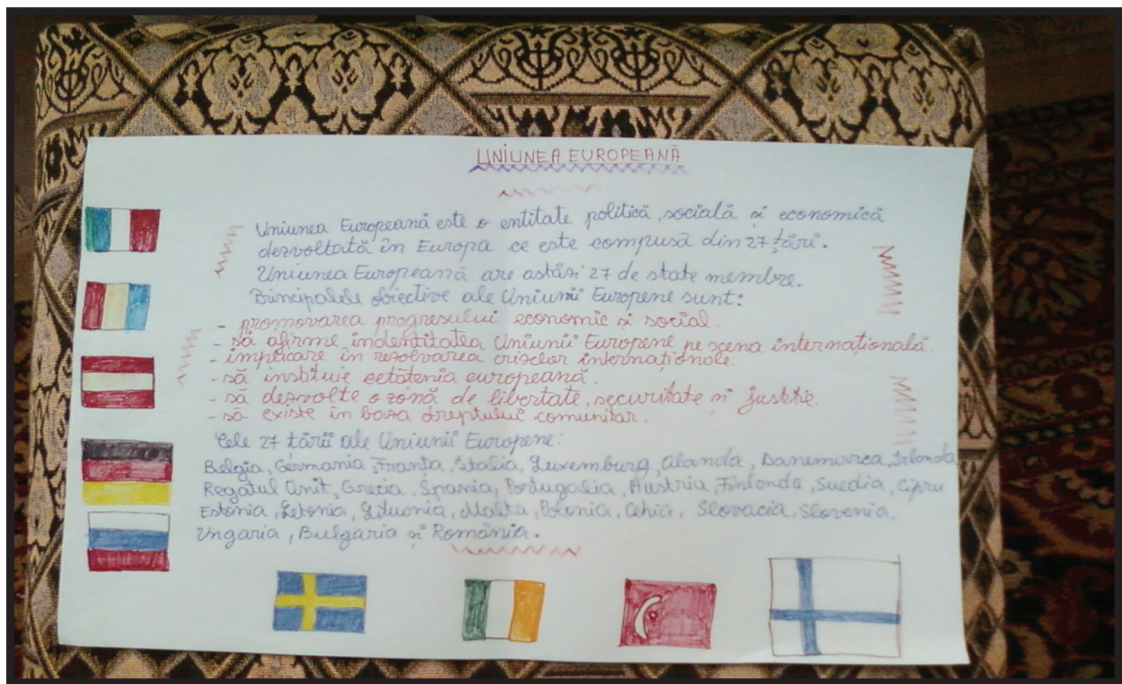 UNIUNEA EUROPEANĂ
Uniunea Europeană este o entitate politică, socială și economică
dezvoltată în Europa ce este compusă din 27 țări.
Uniunea Europeană are astăzi 27 de state membre.
Principalele obiective ale Uniunii Europene sunt:
- promovarea progresului economic și social.
- să afirme indentitatea Uniunii Europene pe scena internațională.
- implicare în rezolvarea crizelor internaționale.
- să instituie cetățenia europeană.
- să dezvolte o zonă de libertate, securitate și justiție.
- să existe în baza dreptului comunitar.
Cele 27 țării ale Uniunii Europene:
Belgia, Germania, Franța, Italia, Luxemburg, Olanda, Danemarca, Irlanda
Regatul Unit, Grecia, Spania, Portugalia, Austria, Finlanda, Suedia, Cipru
Estonia, Letonia, Lituania, Malta, Polonia, Cehia, Slovacia, Slovenia,
Ungaria, Bulgaria și România.